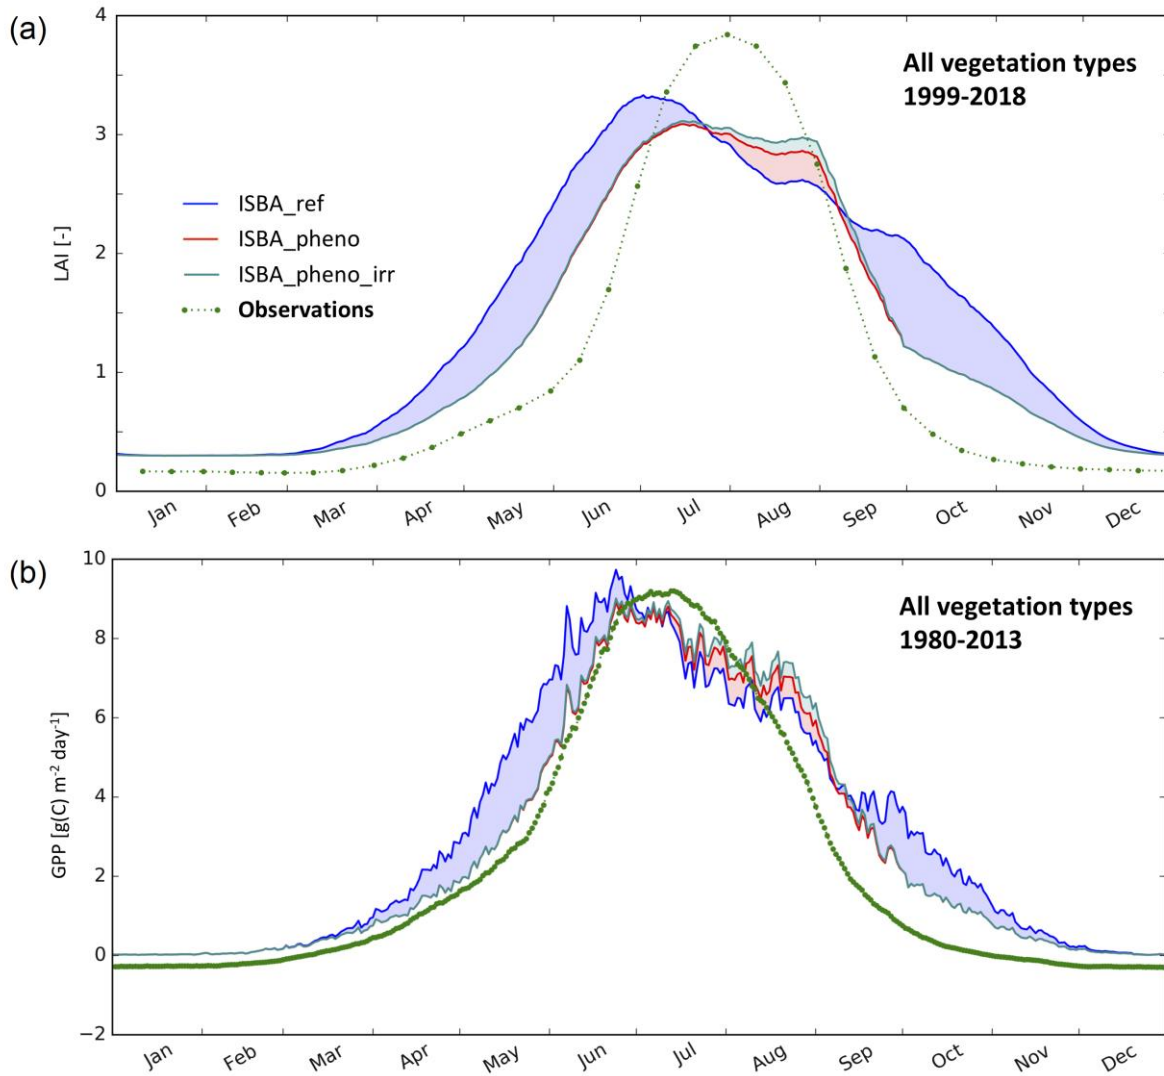 (a)
4
3
2
1
0
LAI [-]
All vegetation types
1999-2018
ISBA_ref
ISBA_pheno
ISBA_pheno_irr
Observations
Jan Feb Mar Apr May Jun Jul Aug Sep Oct Nov Dec
(b)
10
8
6
4
2
0
−2
GPP [g(C) m⁻² day⁻¹]
All vegetation types
1980-2013
Jan Feb Mar Apr May Jun Jul Aug Sep Oct Nov Dec